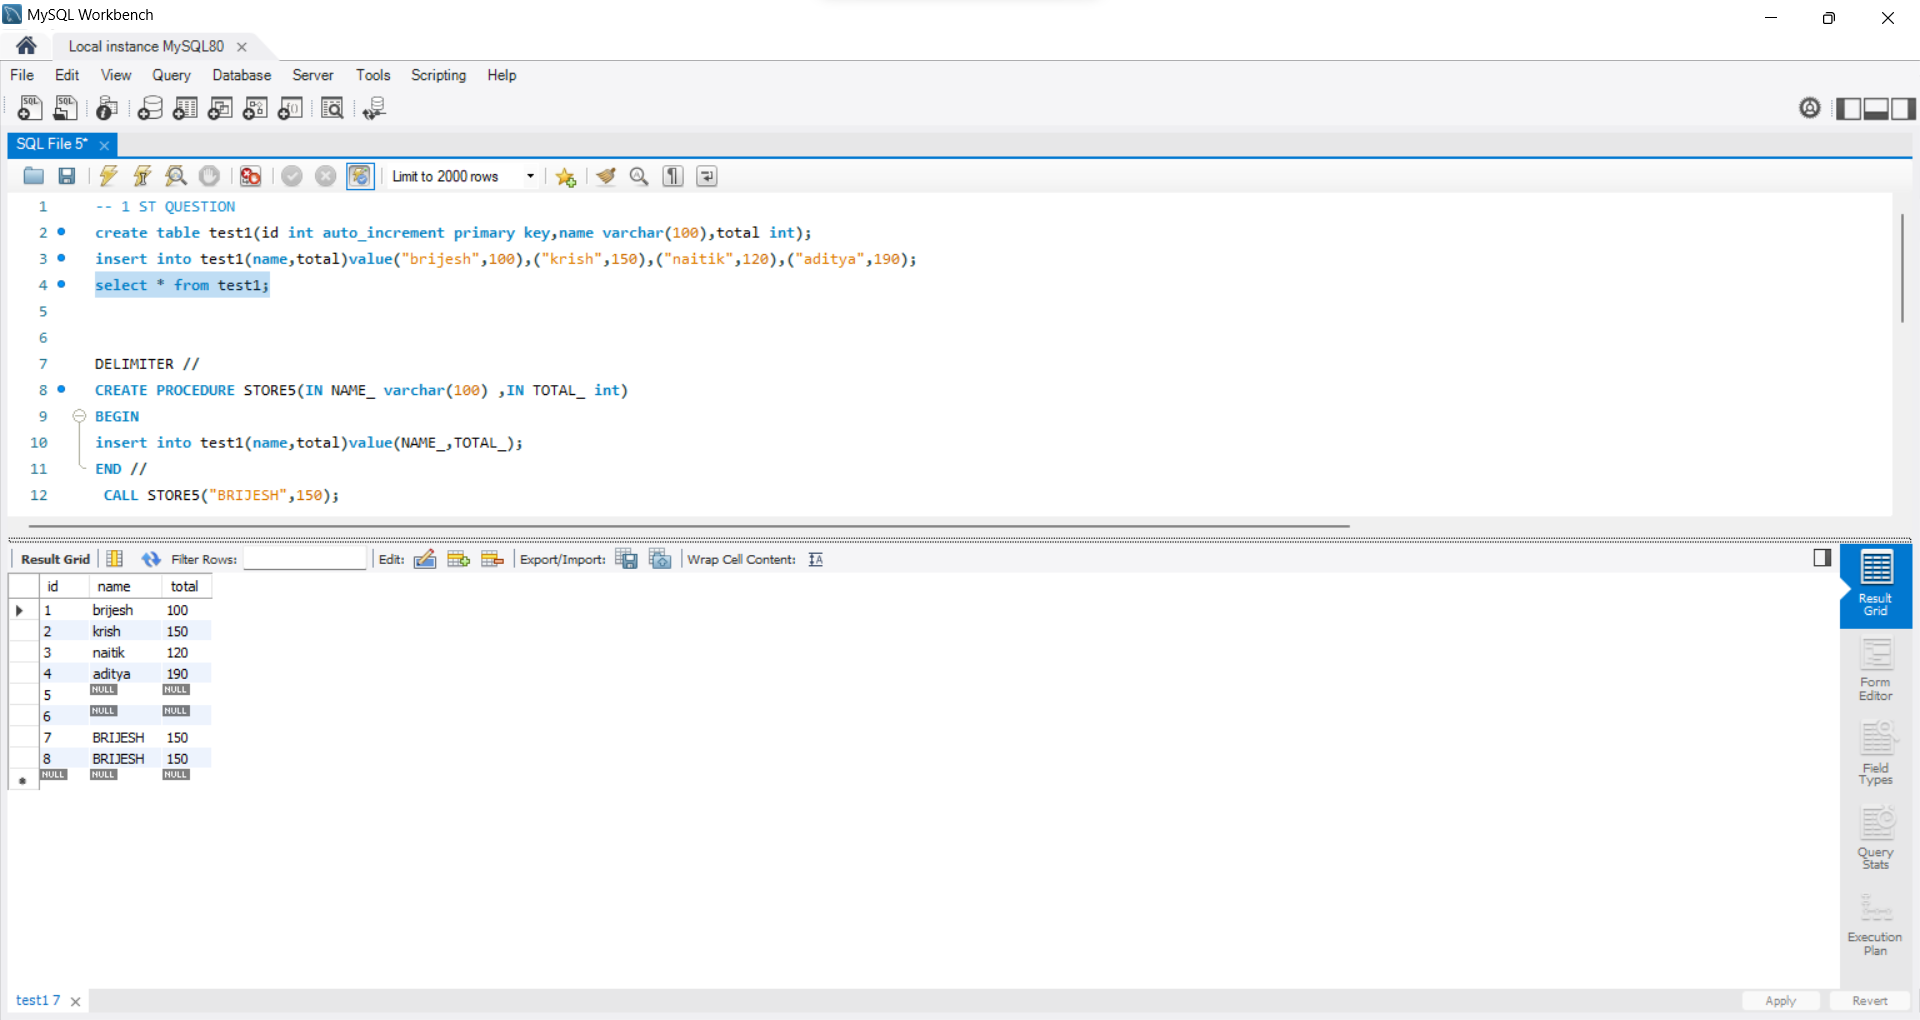 MySQL Workbench
Local instance MySQL80
File Edit View Query Database Server Tools Scripting Help
SQL File 5*
Limit to 2000 rows
1 -- 1 ST QUESTION
2 create table test1(id int auto_increment primary key,name varchar(100),total int);
3 insert into test1(name,total)value("brijesh",100),("krish",150),("naitik",120),("aditya",190);
4 select * from test1;
5
6
7 DELIMITER //
8 CREATE PROCEDURE STORE5(IN NAME_ varchar(100) ,IN TOTAL_ int)
9 BEGIN
10 insert into test1(name,total)value(NAME_,TOTAL_);
11 END //
12 CALL STORE5("BRIJESH",150);
Result Grid Filter Rows: Edit: Export/Import: Wrap Cell Content:
id name total
1 brijesh 100
2 krish 150
3 naitik 120
4 aditya 190
5 NULL NULL
6 NULL NULL
7 BRIJESH 150
8 BRIJESH 150
NULL NULL NULL
Result
Grid
Form
Editor
Field
Types
Query
Stats
Execution
Plan
test1 7
Apply Revert